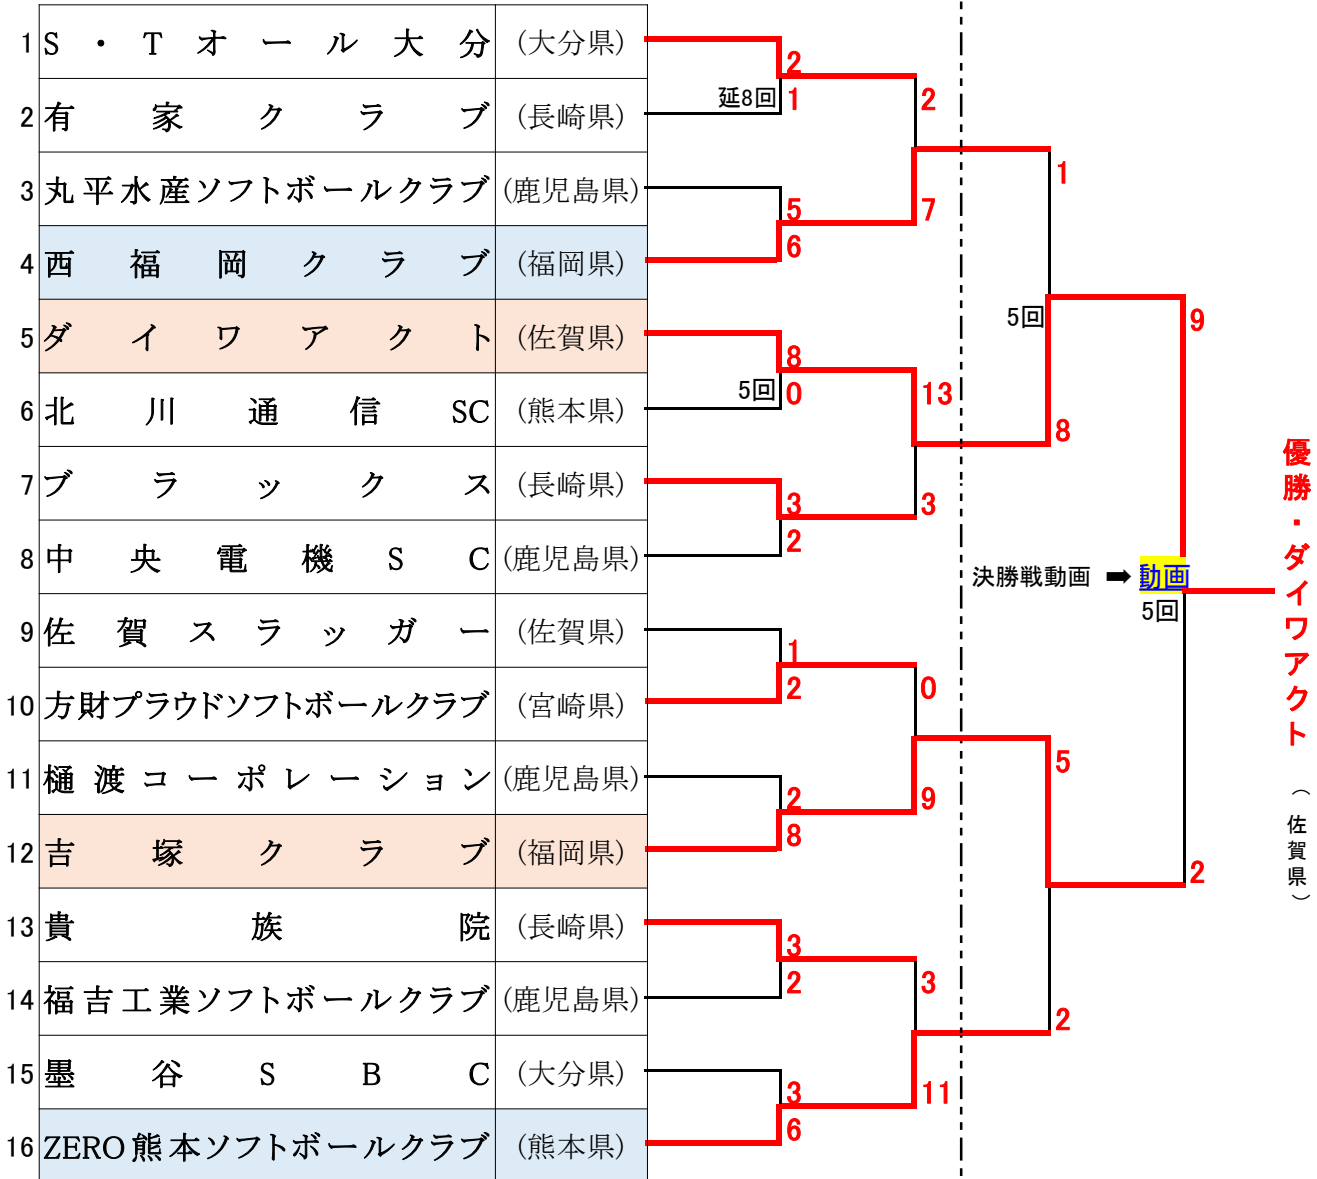 1 S・Tオール大分 (大分県)
2 有家クラブ (長崎県)
3 丸平水産ソフトボールクラブ (鹿児島県)
4 西福岡クラブ (福岡県)
5 ダイワアクト (佐賀県)
6 北川通信SC (熊本県)
7 ブラックス (長崎県)
8 中央電機SC (鹿児島県)
9 佐賀スラッガー (佐賀県)
10 方財プラウドソフトボールクラブ (宮崎県)
11 樋渡コーポレーション (鹿児島県)
12 吉塚クラブ (福岡県)
13 貴族院 (長崎県)
14 福吉工業ソフトボールクラブ (鹿児島県)
15 墨谷SBC (大分県)
16 ZERO熊本ソフトボールクラブ (熊本県)
2
延8回 1
5
6
8
5回 0
3
2
1
2
2
8
3
2
3
6
2
7
13
3
0
9
3
11
1
5回
8
5
2
9
決勝戦動画 ➡ 動画
5回
2
優勝・ダイワアクト
(佐賀県)